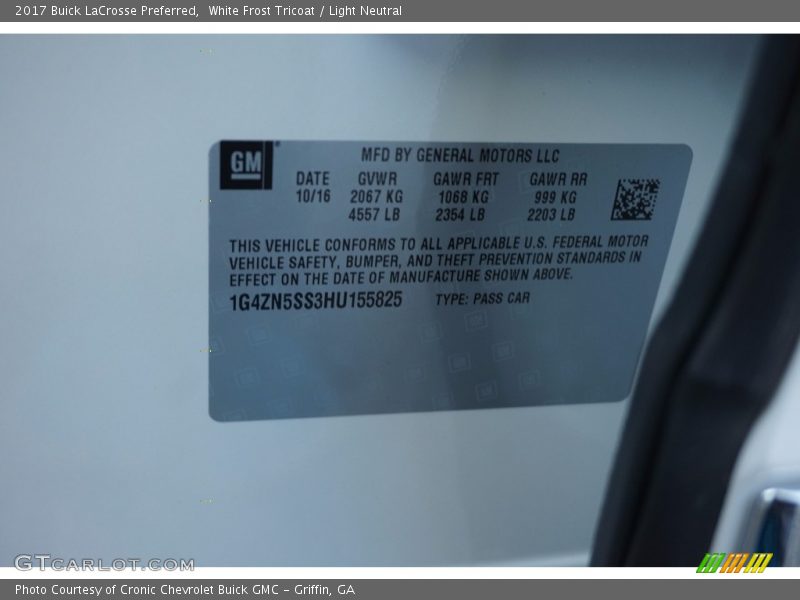 2017 Buick LaCrosse Preferred, White Frost Tricoat / Light Neutral
GM
MFD BY GENERAL MOTORS LLC
DATE GVWR GAWR FRT GAWR RR
10/16 2067 KG 1068 KG 999 KG
4557 LB 2354 LB 2203 LB
THIS VEHICLE CONFORMS TO ALL APPLICABLE U.S. FEDERAL MOTOR
VEHICLE SAFETY, BUMPER, AND THEFT PREVENTION STANDARDS IN
EFFECT ON THE DATE OF MANUFACTURE SHOWN ABOVE.
1G4ZN5SS3HU155825 TYPE: PASS CAR
GTCARLOT.COM
Photo Courtesy of Cronic Chevrolet Buick GMC – Griffin, GA